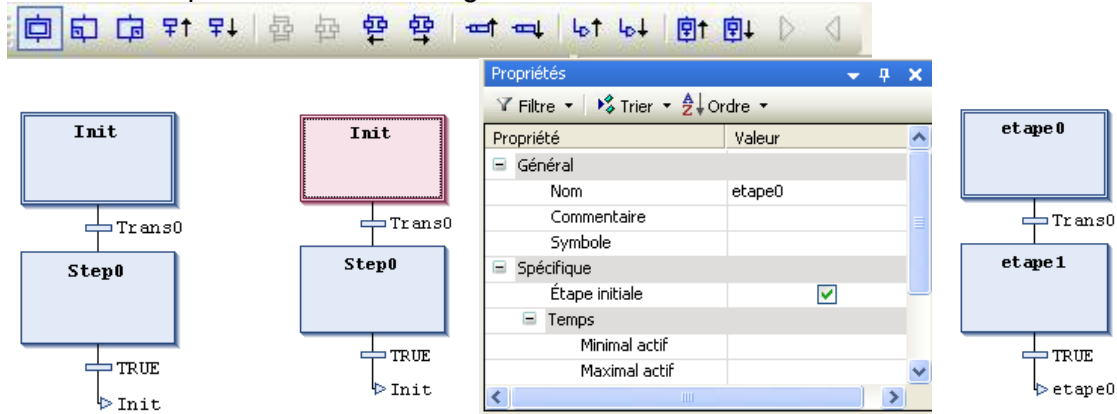 Init
Trans0
Step0
TRUE
Init
Init
Trans0
Step0
TRUE
Init
Propriétés
Filtre Trier Ordre
Propriété Valeur
Général
Nom etape0
Commentaire
Symbole
Spécifique
Étape initiale
Temps
Minimal actif
Maximal actif
etape0
Trans0
etape1
TRUE
etape0